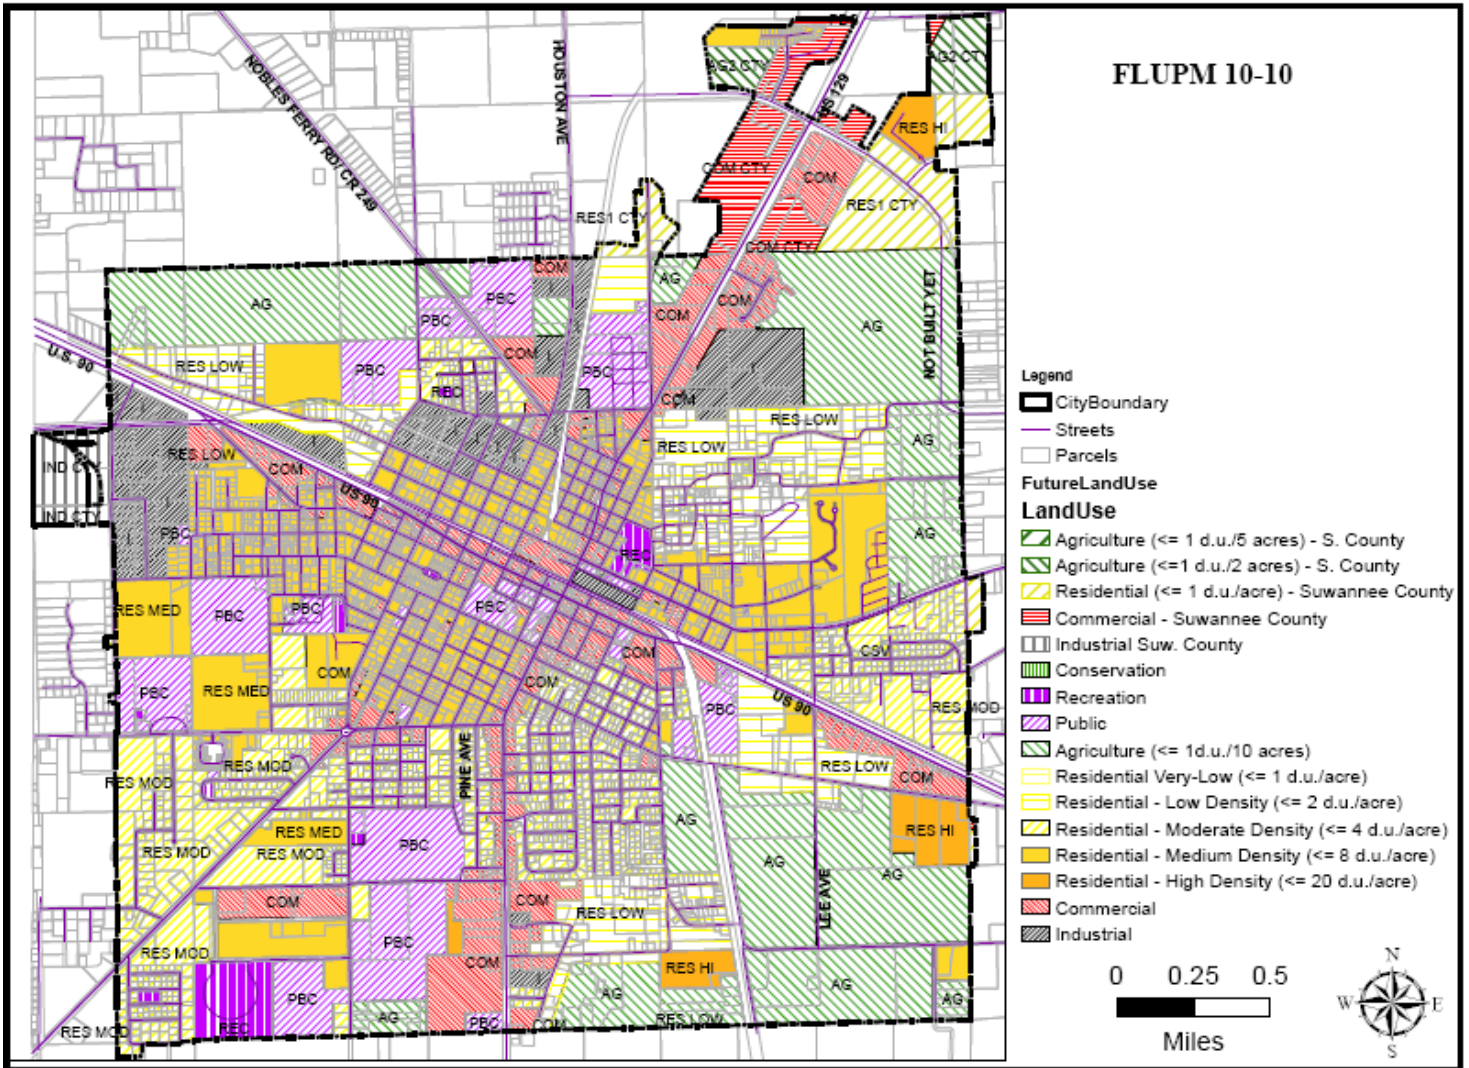 FLUPM 10-10
NOBLES FERRY RD/ CR 249
HOUSTON AVE
US 129
AG2 CTY
RES HI
COM CTY
COM
RES1 CTY
RES1 CTY
COM CTY
AG
COM
AG
PBC
PBC
COM
COM
AG
NOT BUILT YET
U.S. 90
RES LOW
PBC
COM
I
PBC
I
REC
COM
RES LOW
RES LOW
AG
IND CTY
RES LOW
COM
US 90
IND CTY
PBC
REC
AG
RES MED
PBC
PBC
PBC
COM
CSV
PBC
RES MED
COM
COM
PBC
US 90
RES MOD
RES MOD
RES MOD
PINE AVE
RES LOW
COM
RES MED
RES MOD
RES MOD
PBC
AG
RES HI
AG
AG
LEE AVE
COM
COM
RES LOW
RES MOD
PBC
COM
RES HI
AG
AG
AG
PBC
REC
AG
PBC
COM
RES LOW
RES MOD
Legend
CityBoundary
Streets
Parcels
FutureLandUse
LandUse
Agriculture (<= 1 d.u./5 acres) - S. County
Agriculture (<=1 d.u./2 acres) - S. County
Residential (<= 1 d.u./acre) - Suwannee County
Commercial - Suwannee County
Industrial Suw. County
Conservation
Recreation
Public
Agriculture (<= 1d.u./10 acres)
Residential Very-Low (<= 1 d.u./acre)
Residential - Low Density (<= 2 d.u./acre)
Residential - Moderate Density (<= 4 d.u./acre)
Residential - Medium Density (<= 8 d.u./acre)
Residential - High Density (<= 20 d.u./acre)
Commercial
Industrial
0 0.25 0.5
Miles
N
W E
S